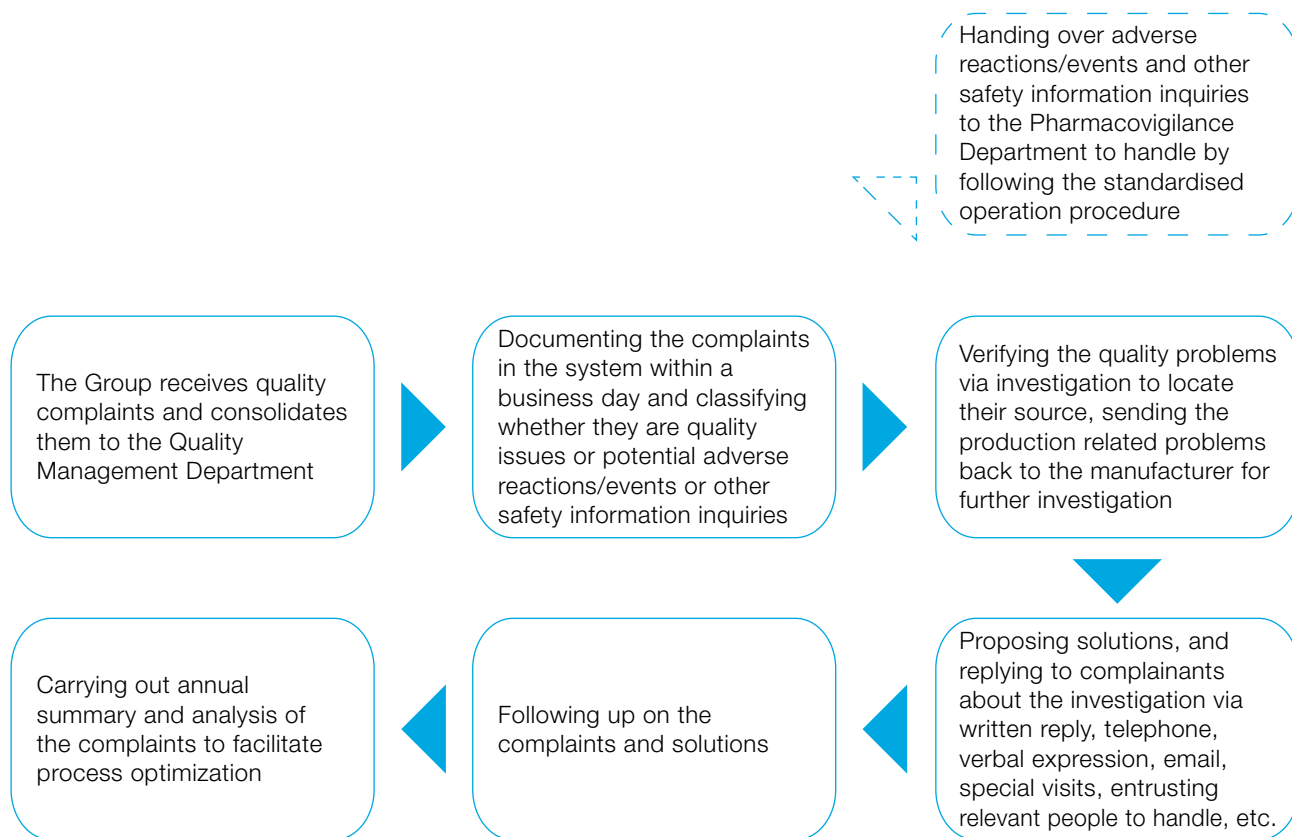 Handing over adverse
reactions/events and other
safety information inquiries
to the Pharmacovigilance
Department to handle by
following the standardised
operation procedure
The Group receives quality
complaints and consolidates
them to the Quality
Management Department
Documenting the complaints
in the system within a
business day and classifying
whether they are quality
issues or potential adverse
reactions/events or other
safety information inquiries
Verifying the quality problems
via investigation to locate
their source, sending the
production related problems
back to the manufacturer for
further investigation
Proposing solutions, and
replying to complainants
about the investigation via
written reply, telephone,
verbal expression, email,
special visits, entrusting
relevant people to handle, etc.
Following up on the
complaints and solutions
Carrying out annual
summary and analysis of
the complaints to facilitate
process optimization